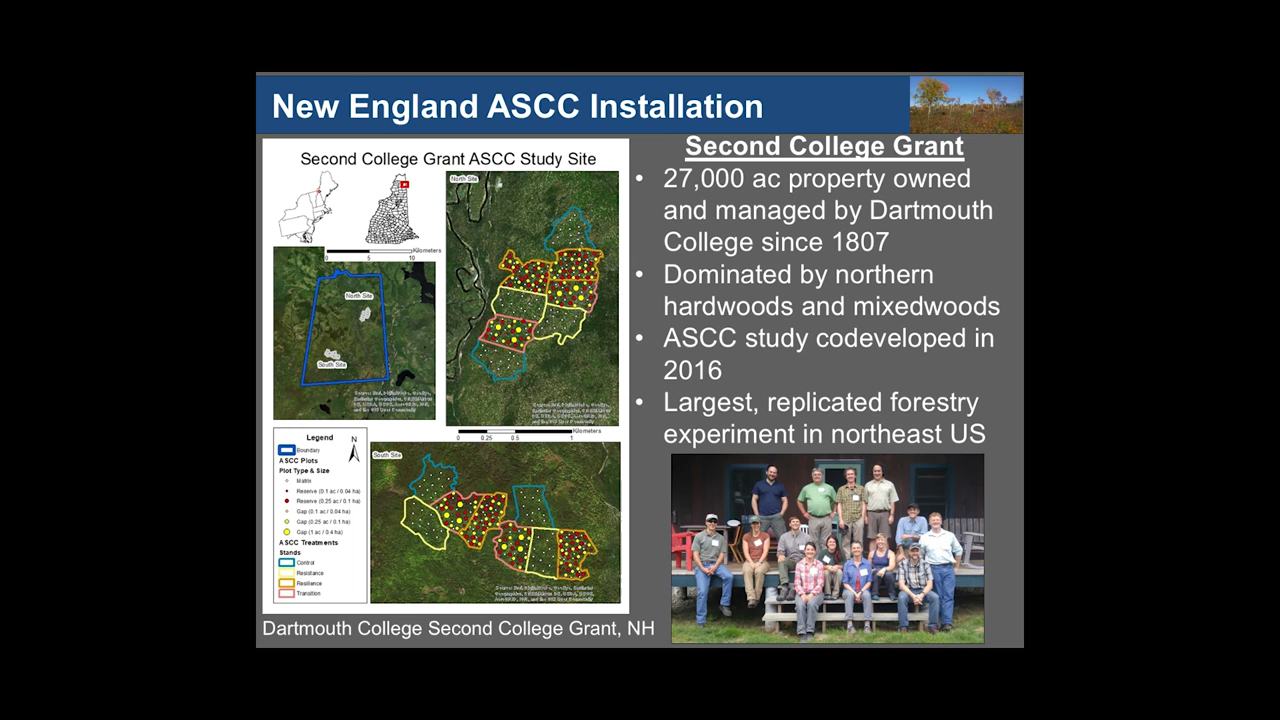 New England ASCC Installation
Second College Grant ASCC Study Site
North Site
Kilometers
0 5 10
North Site
South Site
Kilometers
0 0.25 0.5 1
South Site
Legend
N
Boundary
ASCC Plots
Plot Type & Size
Matrix
Reserve (0.1 ac / 0.04 ha)
Reserve (0.25 ac / 0.1 ha)
Gap (0.1 ac / 0.04 ha)
Gap (0.25 ac / 0.1 ha)
Gap (1 ac / 0.4 ha)
ASCC Treatments
Stands
Control
Resistance
Resilience
Transition
Dartmouth College Second College Grant, NH
Second College Grant
• 27,000 ac property owned
and managed by Dartmouth
College since 1807
• Dominated by northern
hardwoods and mixedwoods
• ASCC study codeveloped in
2016
• Largest, replicated forestry
experiment in northeast US